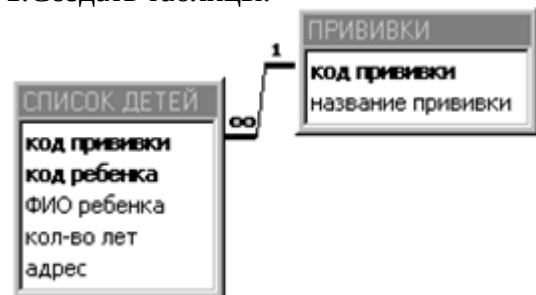 1. Создать таблицы:
ПРИВИВКИ
код прививки
название прививки
1
∞
СПИСОК ДЕТЕЙ
код прививки
код ребенка
ФИО ребенка
кол-во лет
адрес